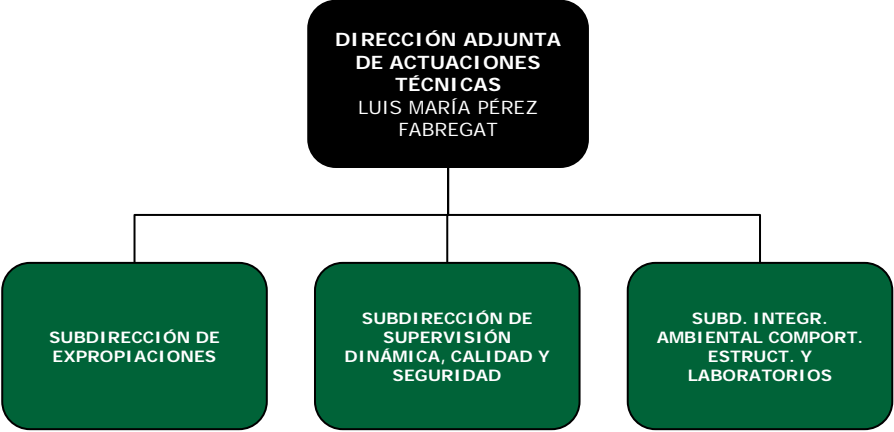 DIRECCIÓN ADJUNTA
DE ACTUACIONES
TÉCNICAS
LUIS MARÍA PÉREZ
FABREGAT
SUBDIRECCIÓN DE
EXPROPIACIONES
SUBDIRECCIÓN DE
SUPERVISIÓN
DINÁMICA, CALIDAD Y
SEGURIDAD
SUBD. INTEGR.
AMBIENTAL COMPORT.
ESTRUCT. Y
LABORATORIOS